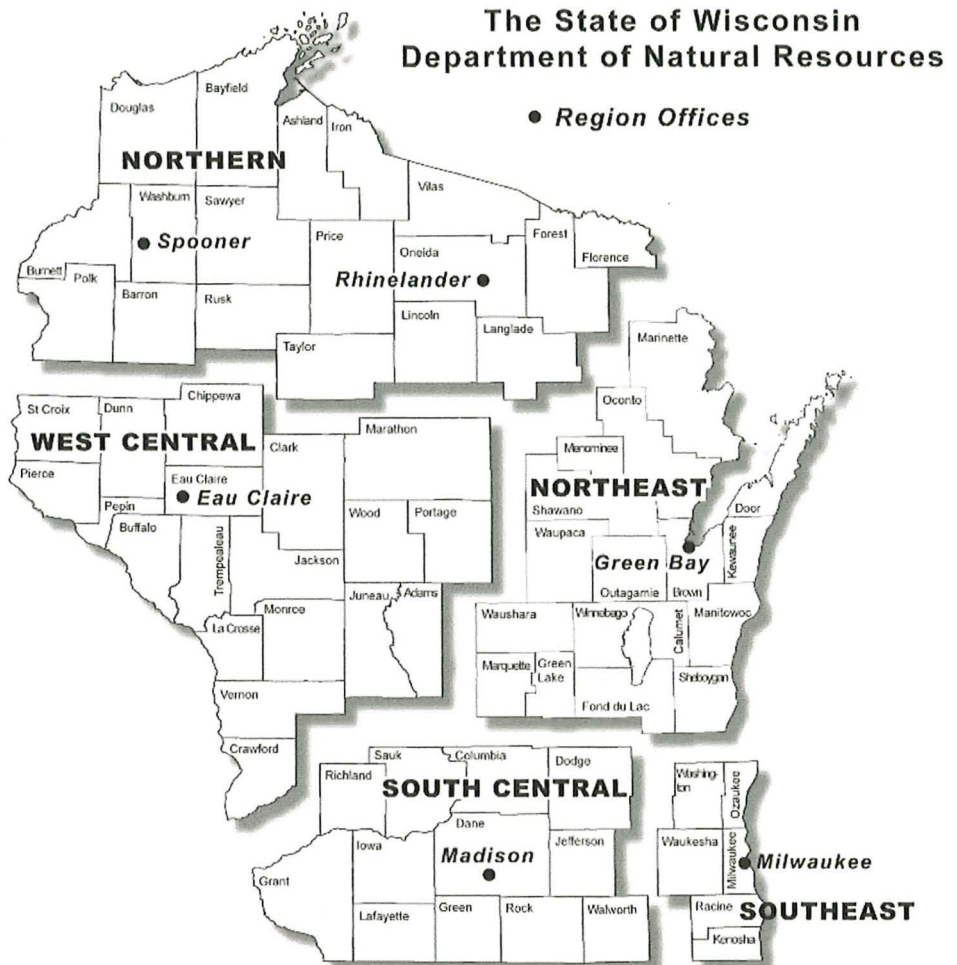 The State of Wisconsin
Department of Natural Resources
Region Offices
Bayfield
Douglas
Ashland
Iron
NORTHERN
Vilas
Washburn
Sawyer
Spooner
Price
Forest
Oneida
Florence
Burnett
Polk
Rhinelander
Barron
Rusk
Lincoln
Langlade
Taylor
Marinette
Chippewa
St Croix
Dunn
Oconto
WEST CENTRAL
Marathon
Clark
Menominee
Pierce
Eau Claire
Eau Claire
NORTHEAST
Pepin
Wood
Portage
Shawano
Door
Buffalo
Waupaca
Trempealeau
Jackson
Green Bay
Kewaunee
Juneau
Adams
Outagamie
Brown
Monroe
Waushara
Winnebago
Calumet
Manitowoc
La Crosse
Marquette
Green
Lake
Sheboygan
Vernon
Fond du Lac
Crawford
Sauk
Columbia
Dodge
Richland
SOUTH CENTRAL
Washing-
ton
Ozaukee
Dane
Iowa
Jefferson
Waukesha
Milwaukee
Madison
Milwaukee
Grant
Lafayette
Green
Rock
Walworth
Racine
SOUTHEAST
Kenosha